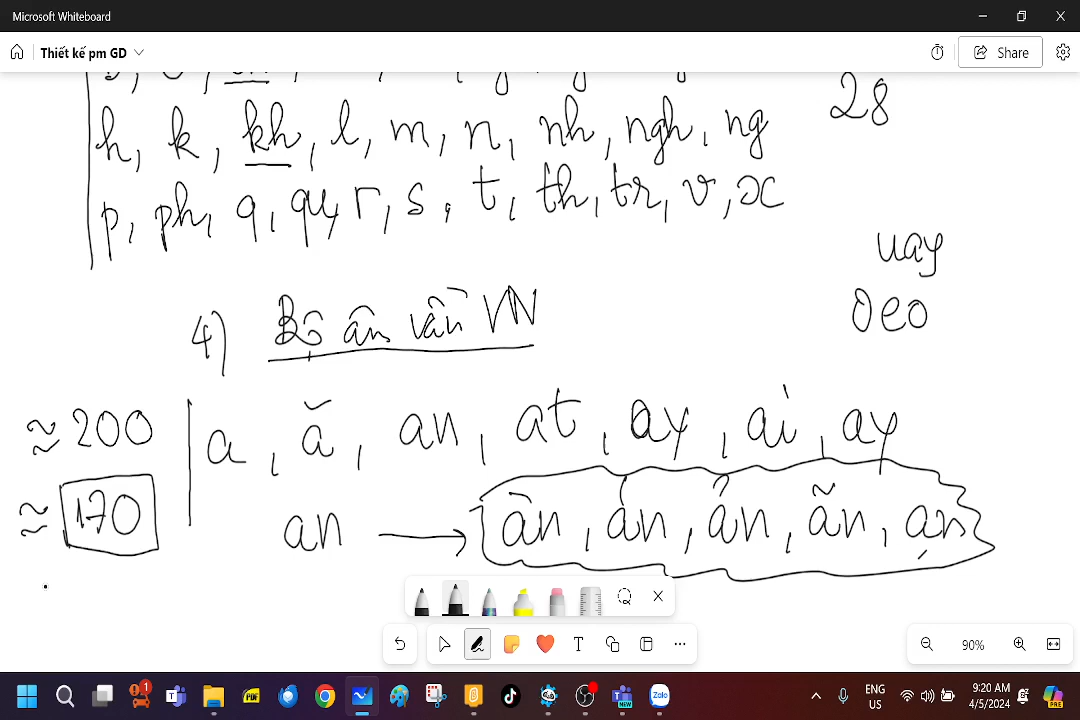 Microsoft Whiteboard
Thiết kế pm GD
Share
28
h, k, kh, l, m, n, nh, ngh, ng
p, ph, q, qu, r, s, t, th, tr, v, x
uay
oeo
4) Bộ âm vần VN
≈ 200
a, ă, an, at, ay, ai, ay
≈ 170
an → àn, án, ản, ãn, ạn
90%
ENG
US
9:20 AM
4/5/2024